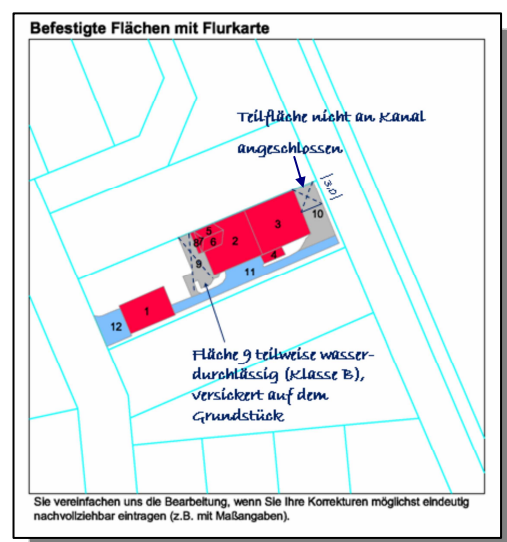 Befestigte Flächen mit Flurkarte
Teilfläche nicht an Kanal
angeschlossen
|3,0|
10
5
3
8
7
6
2
9
4
11
1
12
Fläche 9 teilweise wasser-
durchlässig (Klasse B),
versickert auf dem
Grundstück
Sie vereinfachen uns die Bearbeitung, wenn Sie Ihre Korrekturen möglichst eindeutig
nachvollziehbar eintragen (z.B. mit Maßangaben).